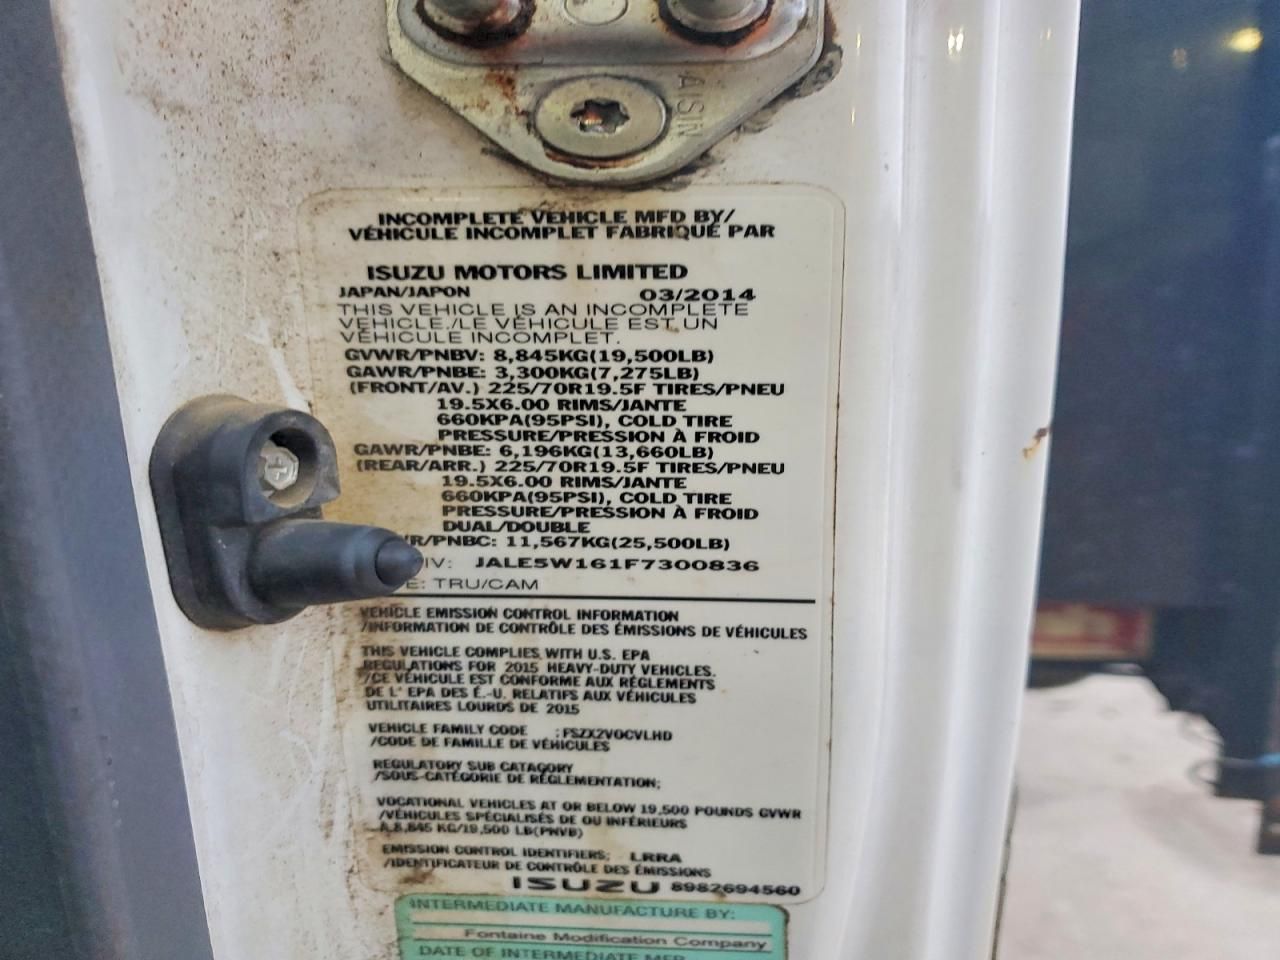 AISIN
INCOMPLETE VEHICLE MFD BY/
VÉHICULE INCOMPLET FABRIQUÉ PAR
ISUZU MOTORS LIMITED
JAPAN/JAPON 03/2014
THIS VEHICLE IS AN INCOMPLETE
VEHICLE./LE VÉHICULE EST UN
VÉHICULE INCOMPLET.
GVWR/PNBV: 8,845KG(19,500LB)
GAWR/PNBE: 3,300KG(7,275LB)
(FRONT/AV.) 225/70R19.5F TIRES/PNEU
19.5X6.00 RIMS/JANTE
660KPA(95PSI), COLD TIRE
PRESSURE/PRESSION À FROID
GAWR/PNBE: 6,196KG(13,660LB)
(REAR/ARR.) 225/70R19.5F TIRES/PNEU
19.5X6.00 RIMS/JANTE
660KPA(95PSI), COLD TIRE
PRESSURE/PRESSION À FROID
DUAL/DOUBLE
R/PNBC: 11,567KG(25,500LB)
IV: JALE5W161F7300836
E: TRU/CAM
VEHICLE EMISSION CONTROL INFORMATION
/INFORMATION DE CONTRÔLE DES ÉMISSIONS DE VÉHICULES
THIS VEHICLE COMPLIES WITH U.S. EPA
REGULATIONS FOR 2015 HEAVY-DUTY VEHICLES.
/CE VÉHICULE EST CONFORME AUX RÉGLEMENTS
DE L' EPA DES É.-U. RELATIFS AUX VÉHICULES
UTILITAIRES LOURDS DE 2015
VEHICLE FAMILY CODE : FSZX2VOCVLHD
/CODE DE FAMILLE DE VÉHICULES
REGULATORY SUB CATAGORY
/SOUS-CATÉGORIE DE RÉGLEMENTATION;
VOCATIONAL VEHICLES AT OR BELOW 19,500 POUNDS GVWR
/VÉHICULES SPÉCIALISÉS DE OU INFÉRIEURS
A 8,845 KG/19,500 LB(PNVB)
EMISSION CONTROL IDENTIFIERS; LRRA
/IDENTIFICATEUR DE CONTRÔLE DES ÉMISSIONS
ISUZU 8982694560
INTERMEDIATE MANUFACTURE BY:
Fontaine Modification Company
DATE OF INTERMEDIATE MFR